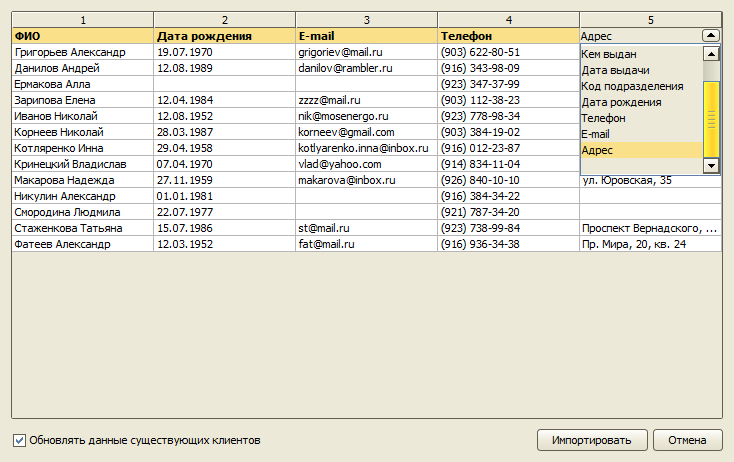 1 2 3 4 5
ФИО Дата рождения E-mail Телефон Адрес
Григорьев Александр 19.07.1970 grigoriev@mail.ru (903) 622-80-51 Кем выдан
Данилов Андрей 12.08.1989 danilov@rambler.ru (916) 343-98-09 Дата выдачи
Ермакова Алла (923) 347-37-99 Код подразделения
Зарипова Елена 12.04.1984 zzzz@mail.ru (903) 112-38-23 Дата рождения
Иванов Николай 12.08.1952 nik@mosenergo.ru (923) 778-98-34 Телефон
Корнеев Николай 28.03.1987 korneev@gmail.com (903) 384-19-02 E-mail
Котляренко Инна 29.04.1958 kotlyarenko.inna@inbox.ru (916) 012-23-87 Адрес
Кринецкий Владислав 07.04.1970 vlad@yahoo.com (914) 834-11-04
Макарова Надежда 27.11.1959 makarova@inbox.ru (926) 840-10-10 ул. Юровская, 35
Никулин Александр 01.01.1981 (916) 384-34-22
Смородина Людмила 22.07.1977 (921) 787-34-20
Стаженкова Татьяна 15.07.1986 st@mail.ru (923) 738-99-84 Проспект Вернадского, ...
Фатеев Александр 12.03.1952 fat@mail.ru (916) 936-34-38 Пр. Мира, 20, кв. 24
Обновлять данные существующих клиентов Импортировать Отмена